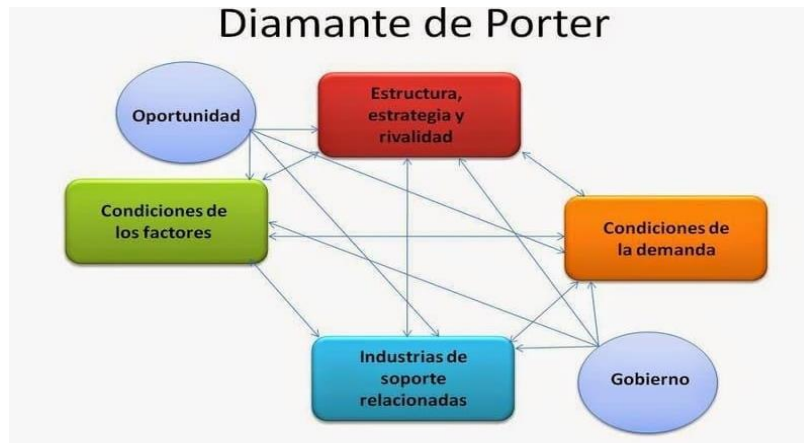 Diamante de Porter
Estructura,
estrategia y
rivalidad
Oportunidad
Condiciones de
los factores
Condiciones de
la demanda
Industrias de
soporte
relacionadas
Gobierno